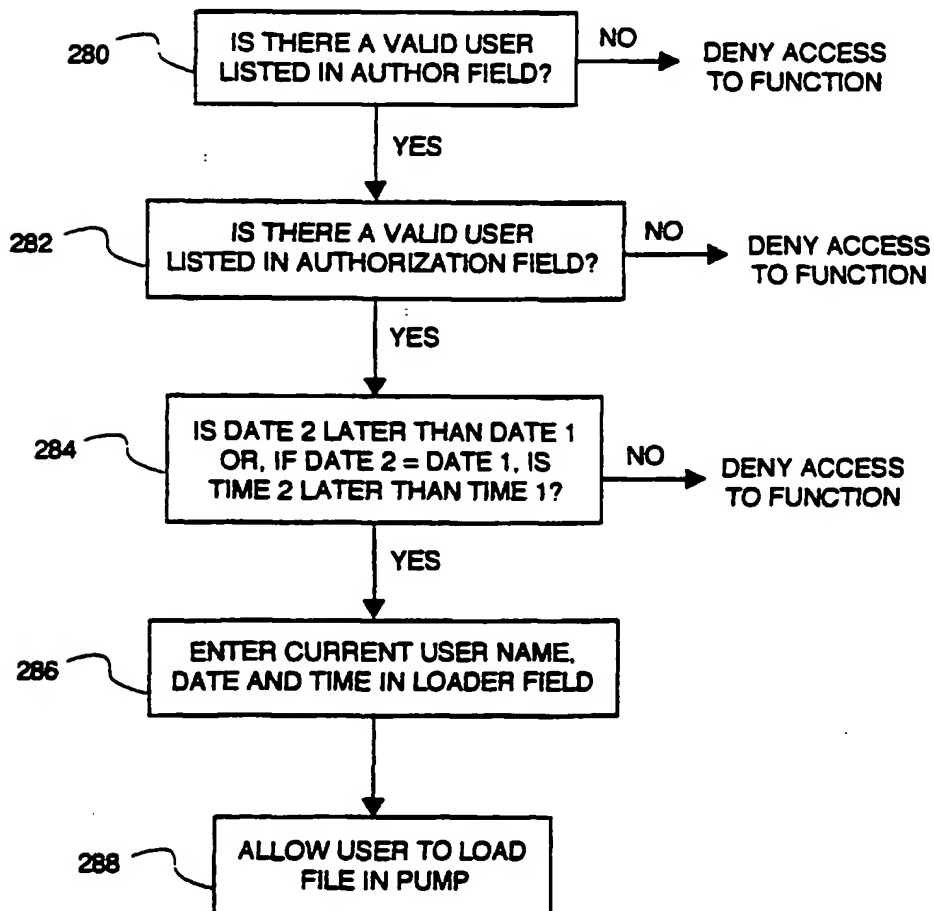 280
IS THERE A VALID USER
LISTED IN AUTHOR FIELD?
NO
DENY ACCESS
TO FUNCTION
YES
282
IS THERE A VALID USER
LISTED IN AUTHORIZATION FIELD?
NO
DENY ACCESS
TO FUNCTION
YES
284
IS DATE 2 LATER THAN DATE 1
OR, IF DATE 2 = DATE 1, IS
TIME 2 LATER THAN TIME 1?
NO
DENY ACCESS
TO FUNCTION
YES
286
ENTER CURRENT USER NAME,
DATE AND TIME IN LOADER FIELD
288
ALLOW USER TO LOAD
FILE IN PUMP